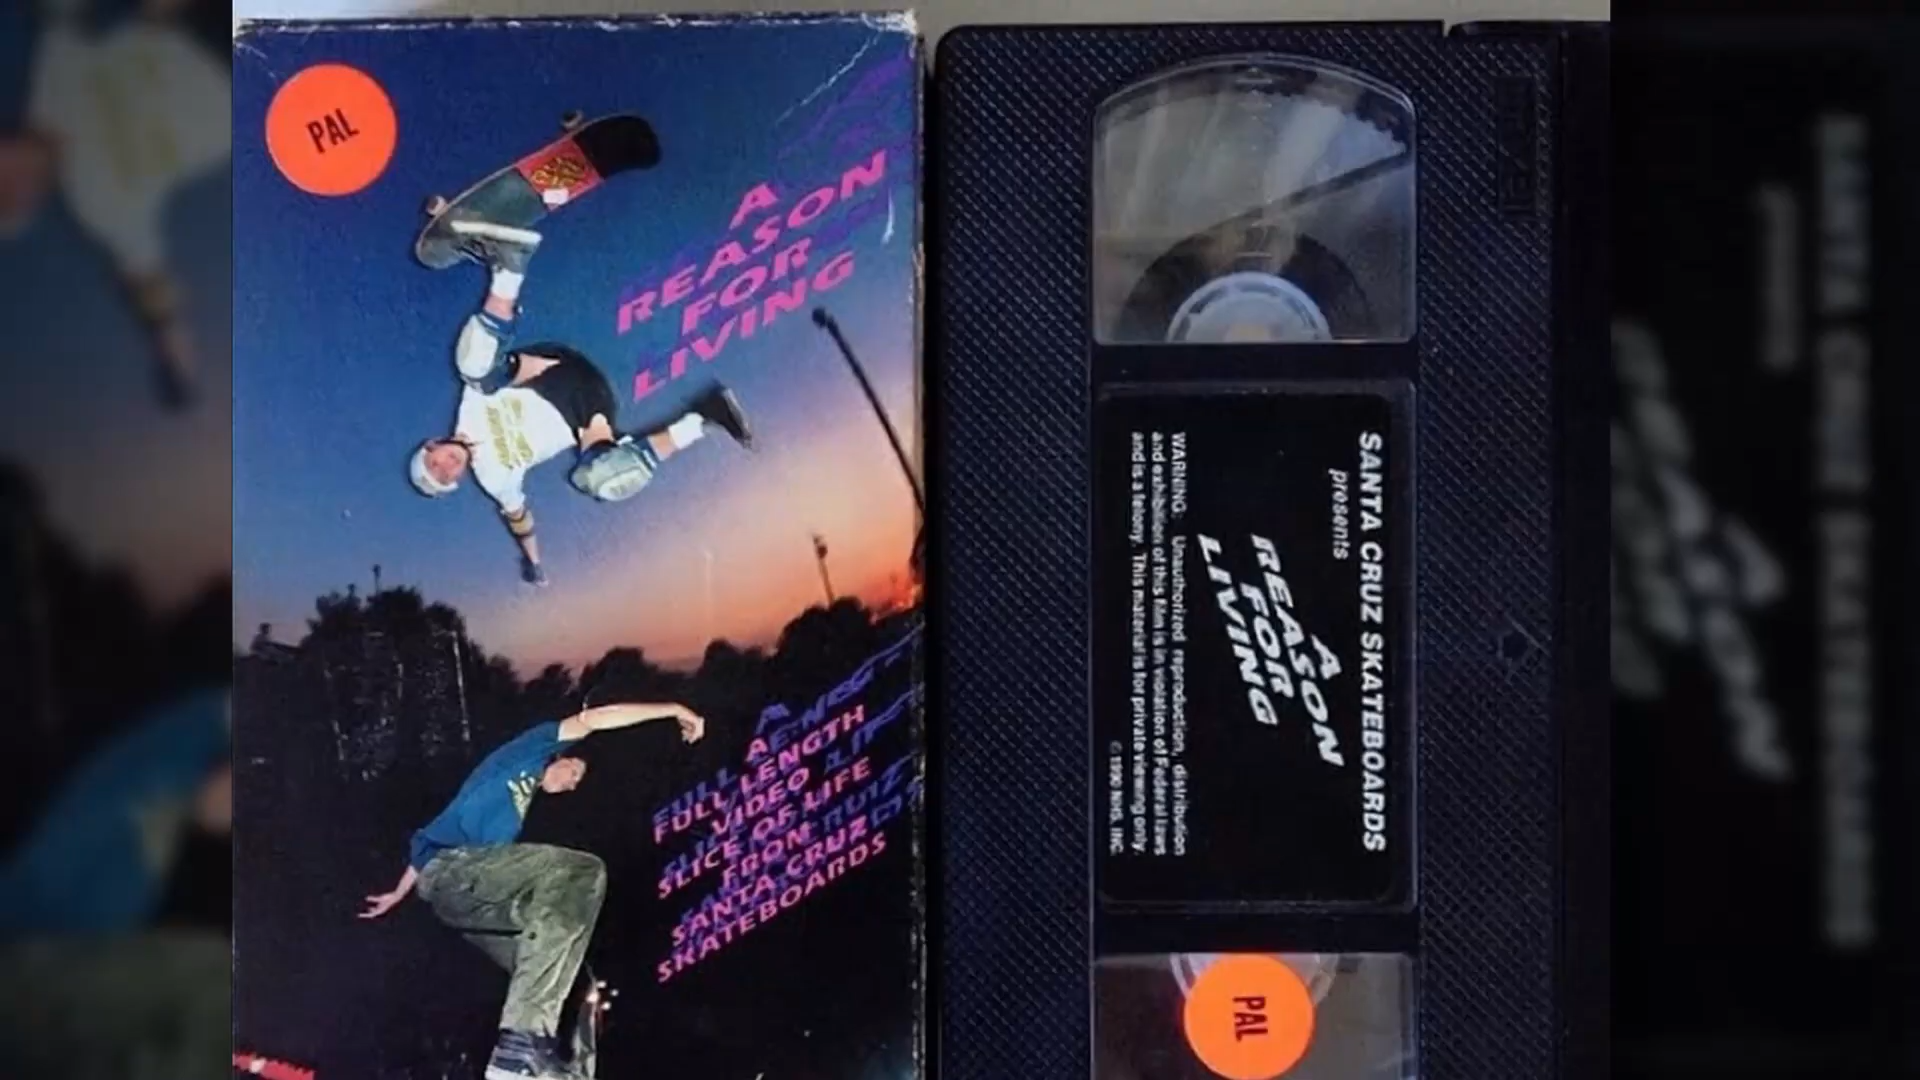 PAL
A
REASON
FOR
LIVING
A
FULL LENGTH
VIDEO
SLICE OF LIFE
FROM
SANTA CRUZ
SKATEBOARDS
SANTA CRUZ SKATEBOARDS
presents
A
REASON
FOR
LIVING
WARNING: Unauthorized reproduction, distribution
and exhibition of this film is in violation of Federal laws
and is a felony. This material is for private viewing only.
© 1990 NHS, INC.
PAL